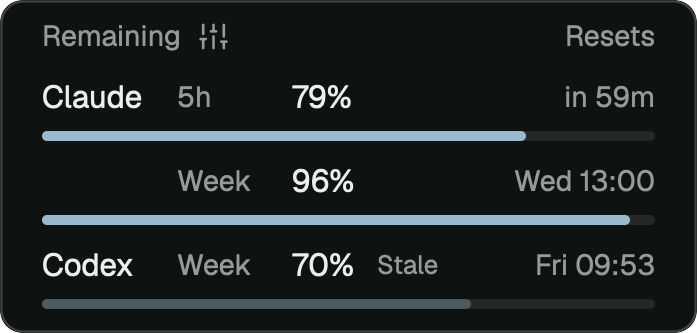 Remaining Resets
Claude 5h 79% in 59m
Week 96% Wed 13:00
Codex Week 70% Stale Fri 09:53